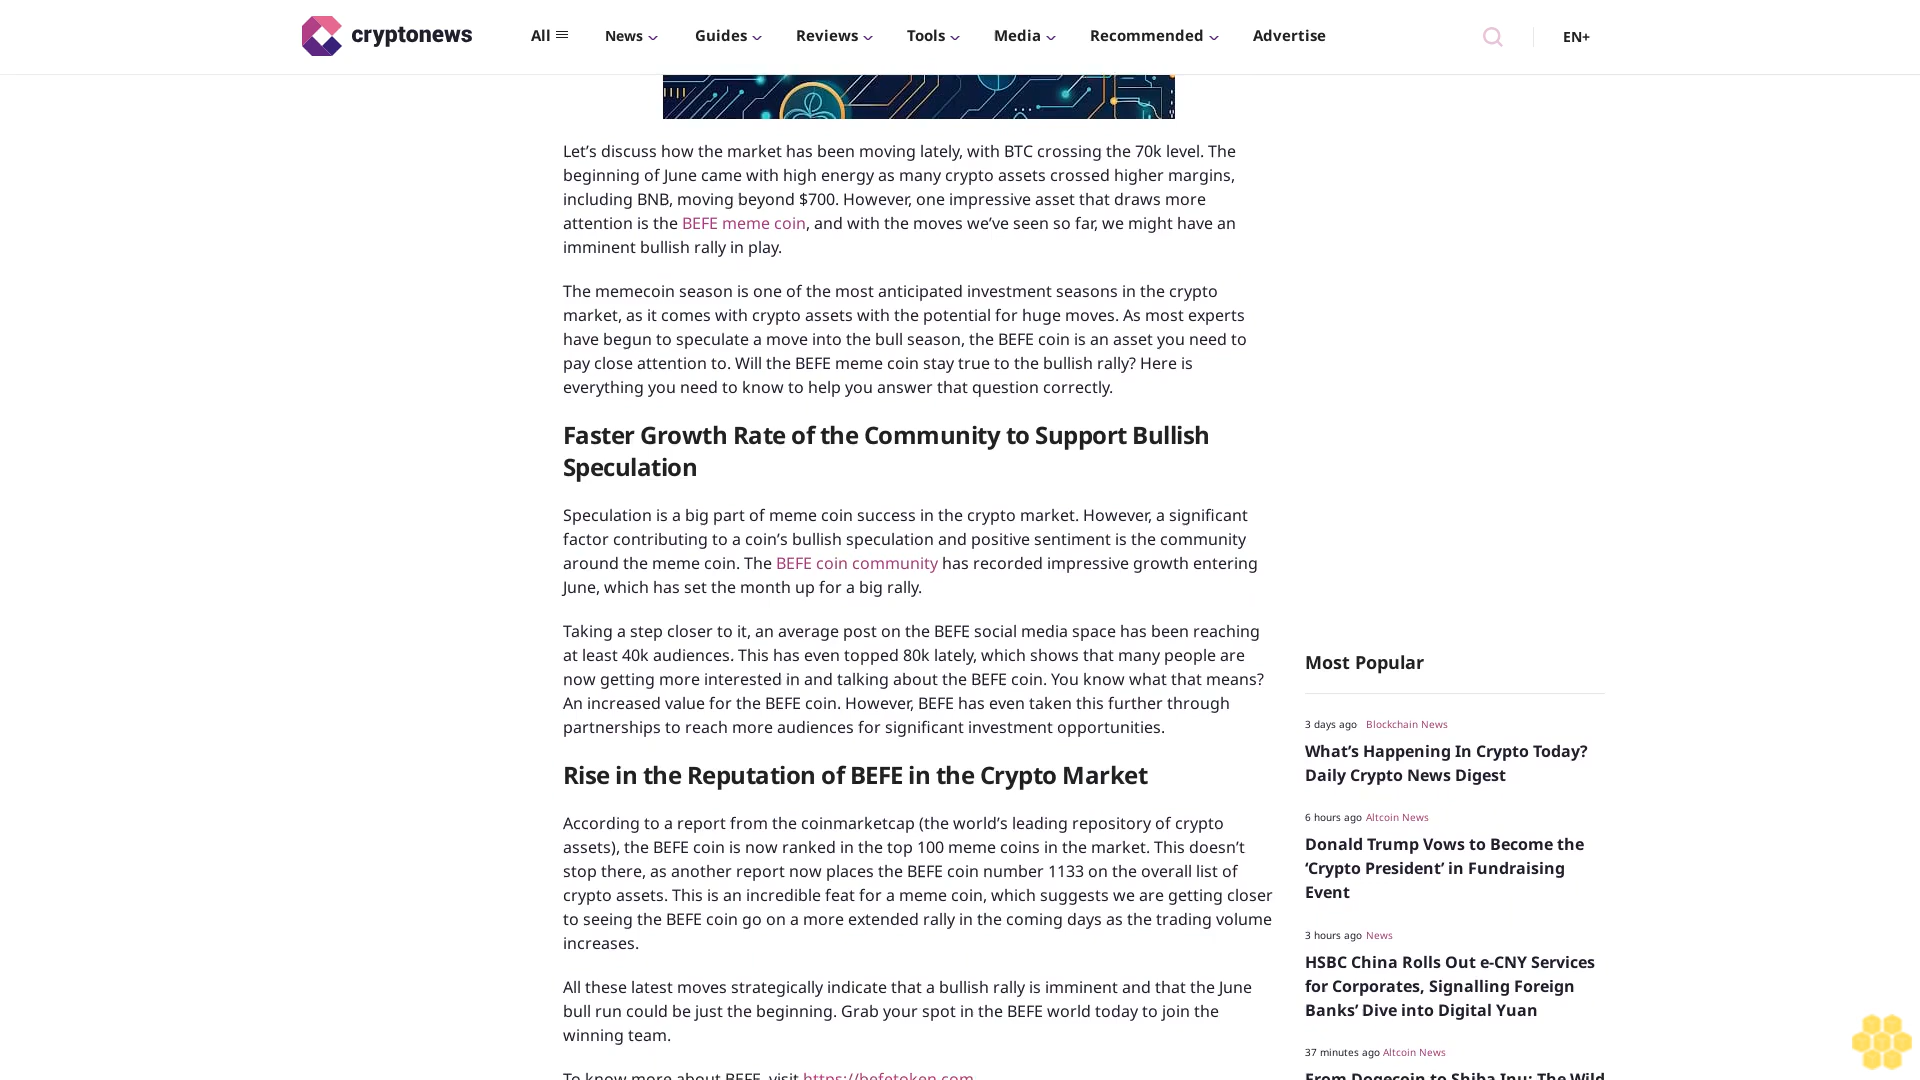 cryptonews
All
News
Guides
Reviews
Tools
Media
Recommended
Advertise
EN+
Let’s discuss how the market has been moving lately, with BTC crossing the 70k level. The
beginning of June came with high energy as many crypto assets crossed higher margins,
including BNB, moving beyond $700. However, one impressive asset that draws more
attention is the BEFE meme coin, and with the moves we’ve seen so far, we might have an
imminent bullish rally in play.
The memecoin season is one of the most anticipated investment seasons in the crypto
market, as it comes with crypto assets with the potential for huge moves. As most experts
have begun to speculate a move into the bull season, the BEFE coin is an asset you need to
pay close attention to. Will the BEFE meme coin stay true to the bullish rally? Here is
everything you need to know to help you answer that question correctly.
Faster Growth Rate of the Community to Support Bullish
Speculation
Speculation is a big part of meme coin success in the crypto market. However, a significant
factor contributing to a coin’s bullish speculation and positive sentiment is the community
around the meme coin. The BEFE coin community has recorded impressive growth entering
June, which has set the month up for a big rally.
Taking a step closer to it, an average post on the BEFE social media space has been reaching
at least 40k audiences. This has even topped 80k lately, which shows that many people are
now getting more interested in and talking about the BEFE coin. You know what that means?
An increased value for the BEFE coin. However, BEFE has even taken this further through
partnerships to reach more audiences for significant investment opportunities.
Rise in the Reputation of BEFE in the Crypto Market
According to a report from the coinmarketcap (the world’s leading repository of crypto
assets), the BEFE coin is now ranked in the top 100 meme coins in the market. This doesn’t
stop there, as another report now places the BEFE coin number 1133 on the overall list of
crypto assets. This is an incredible feat for a meme coin, which suggests we are getting closer
to seeing the BEFE coin go on a more extended rally in the coming days as the trading volume
increases.
All these latest moves strategically indicate that a bullish rally is imminent and that the June
bull run could be just the beginning. Grab your spot in the BEFE world today to join the
winning team.
To know more about BEFE, visit https://befetoken.com
Most Popular
3 days ago Blockchain News
What’s Happening In Crypto Today?
Daily Crypto News Digest
6 hours ago Altcoin News
Donald Trump Vows to Become the
‘Crypto President’ in Fundraising
Event
3 hours ago News
HSBC China Rolls Out e-CNY Services
for Corporates, Signalling Foreign
Banks’ Dive into Digital Yuan
37 minutes ago Altcoin News
From Dogecoin to Shiba Inu: The Wild